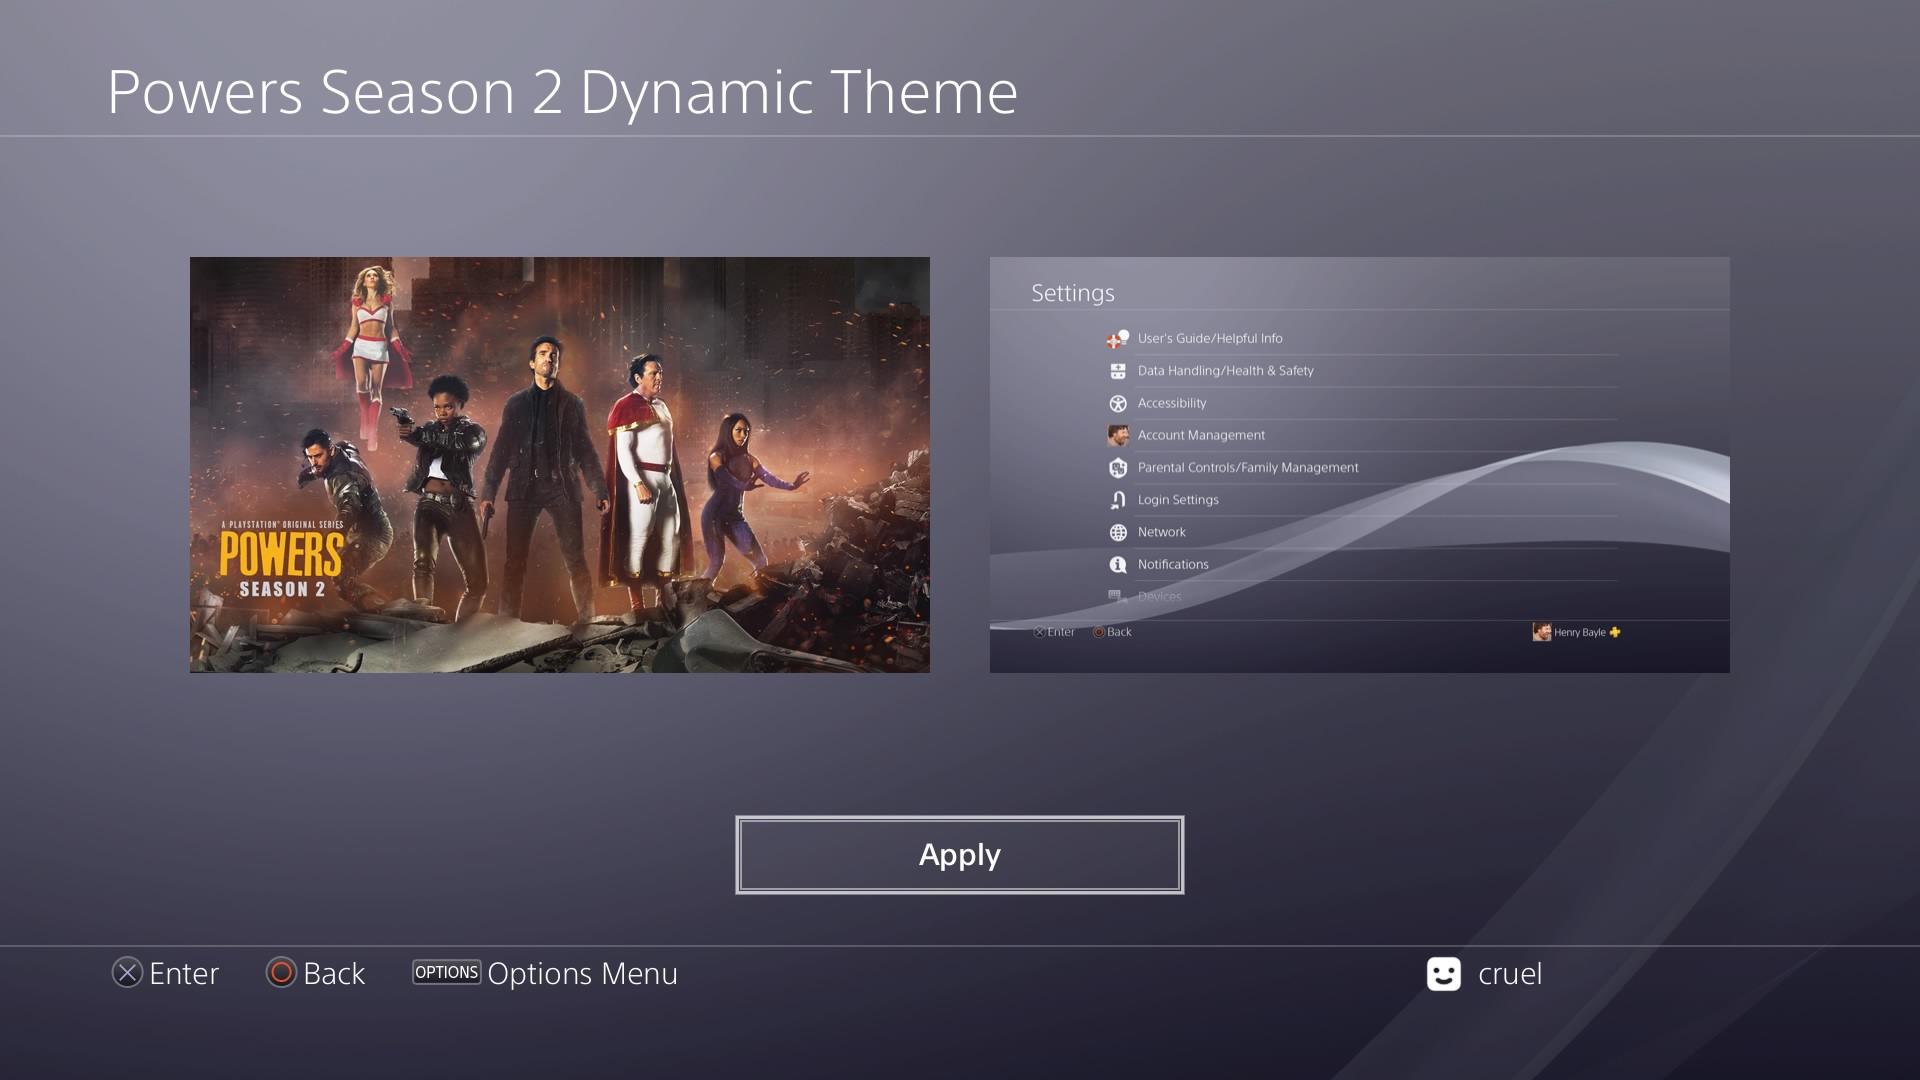 Powers Season 2 Dynamic Theme
A PLAYSTATION® ORIGINAL SERIES
POWERS
SEASON 2
Settings
User's Guide/Helpful Info
Data Handling/Health & Safety
Accessibility
Account Management
Parental Controls/Family Management
Login Settings
Network
Notifications
Devices
Enter Back Henry Bayle
Apply
Enter Back OPTIONS Options Menu cruel